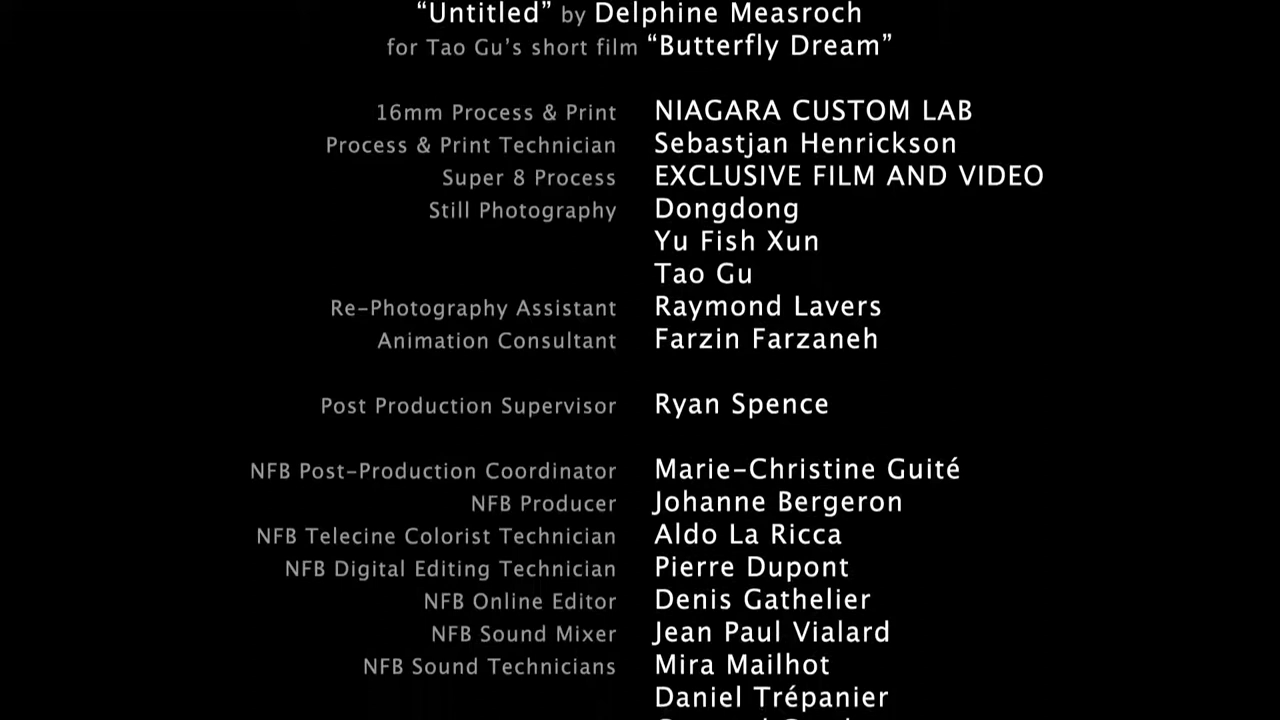 “Untitled” by Delphine Measroch
for Tao Gu’s short film “Butterfly Dream”
16mm Process & Print NIAGARA CUSTOM LAB
Process & Print Technician Sebastjan Henrickson
Super 8 Process EXCLUSIVE FILM AND VIDEO
Still Photography Dongdong
Yu Fish Xun
Tao Gu
Re-Photography Assistant Raymond Lavers
Animation Consultant Farzin Farzaneh
Post Production Supervisor Ryan Spence
NFB Post-Production Coordinator Marie-Christine Guité
NFB Producer Johanne Bergeron
NFB Telecine Colorist Technician Aldo La Ricca
NFB Digital Editing Technician Pierre Dupont
NFB Online Editor Denis Gathelier
NFB Sound Mixer Jean Paul Vialard
NFB Sound Technicians Mira Mailhot
Daniel Trépanier